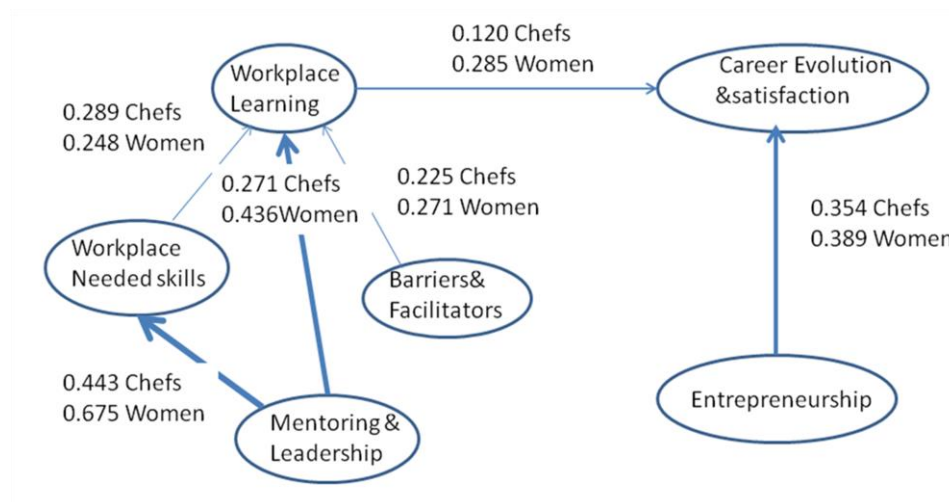 0.120 Chefs
0.285 Women
Workplace
Learning
Career Evolution
&satisfaction
0.289 Chefs
0.248 Women
0.271 Chefs
0.436Women
0.225 Chefs
0.271 Women
0.354 Chefs
0.389 Women
Workplace
Needed skills
Barriers&
Facilitators
0.443 Chefs
0.675 Women
Mentoring &
Leadership
Entrepreneurship